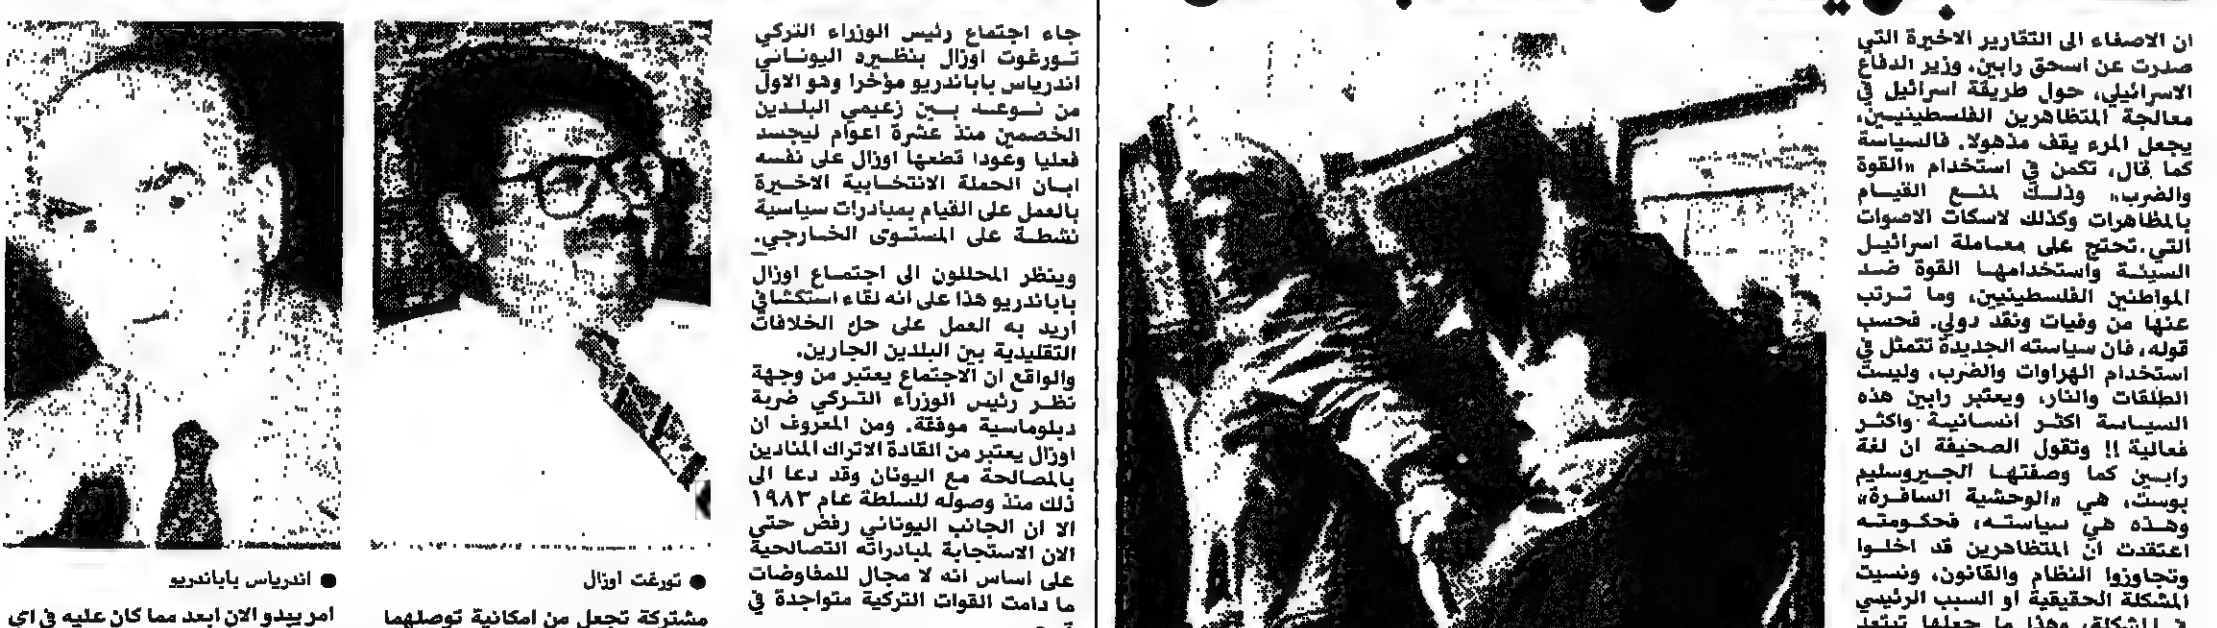 ان الاصغاء الى التقارير الاخيرة التي
صدرت عن اسحق رابين، وزير الدفاع
الاسرائيلي، حول طريقة اسرائيل في
معالجة المتظاهرين الفلسطينيين،
يجعل المرء يقف مذهولا. فالسياسة
كما قال، تكمن في استخدام «القوة
والضرب» وذلك لمنع القيام
بالمظاهرات وكذلك لاسكات الاصوات
التي تحتج على معاملة اسرائيل
السيئة واستخدامها القوة ضد
المواطنين الفلسطينيين، وما ترتب
عنها من وفيات ونقد دولي. فحسب
قوله، فان سياسته الجديدة تتمثل في
استخدام الهراوات والضرب، وليست
الطلقات والنار، ويعتبر رابين هذه
السياسة اكثر انسانية واكثر
فعالية !! وتقول الصحيفة ان لغة
رابين كما وصفتها الجيروسليم
بوست، هي «الوحشية السافرة»
وهذه هي سياسته، فحكومته
اعتقدت ان المتظاهرين قد اخلوا
وتجاوزوا النظام والقانون، ونسيت
المشكلة الحقيقية او السبب الرئيسي
في المشكلة، وهذا ما جعلها تبتعد
جاء اجتماع رئيس الوزراء التركي
تورغوت اوزال بنظيره اليوناني
اندرياس باباندريو مؤخرا وهو الاول
من نوعه بين زعيمي البلدين
الخصمين منذ عشرة اعوام ليجسد
فعليا وعودا قطعها اوزال على نفسه
ابان الحملة الانتخابية الاخيرة
بالعمل على القيام بمبادرات سياسية
نشطة على المستوى الخارجي.
وينظر المحللون الى اجتماع اوزال
باباندريو هذا على انه لقاء استكشافي
اريد به العمل على حل الخلافات
التقليدية بين البلدين الجارين.
والواقع ان الاجتماع يعتبر من وجهة
نظر رئيس الوزراء التركي ضربة
دبلوماسية موفقة. ومن المعروف ان
اوزال يعتبر من القادة الاتراك المنادين
بالمصالحة مع اليونان وقد دعا الى
ذلك منذ وصوله للسلطة عام ١٩٨٣
الا ان الجانب اليوناني رفض حتى
الان الاستجابة لمبادراته التصالحية
على اساس انه لا مجال للمفاوضات
ما دامت القوات التركية متواجدة في
● تورغت اوزال
مشتركة تجعل من امكانية توصلهما
● اندرياس باباندريو
امر يبدو الان ابعد مما كان عليه في اي